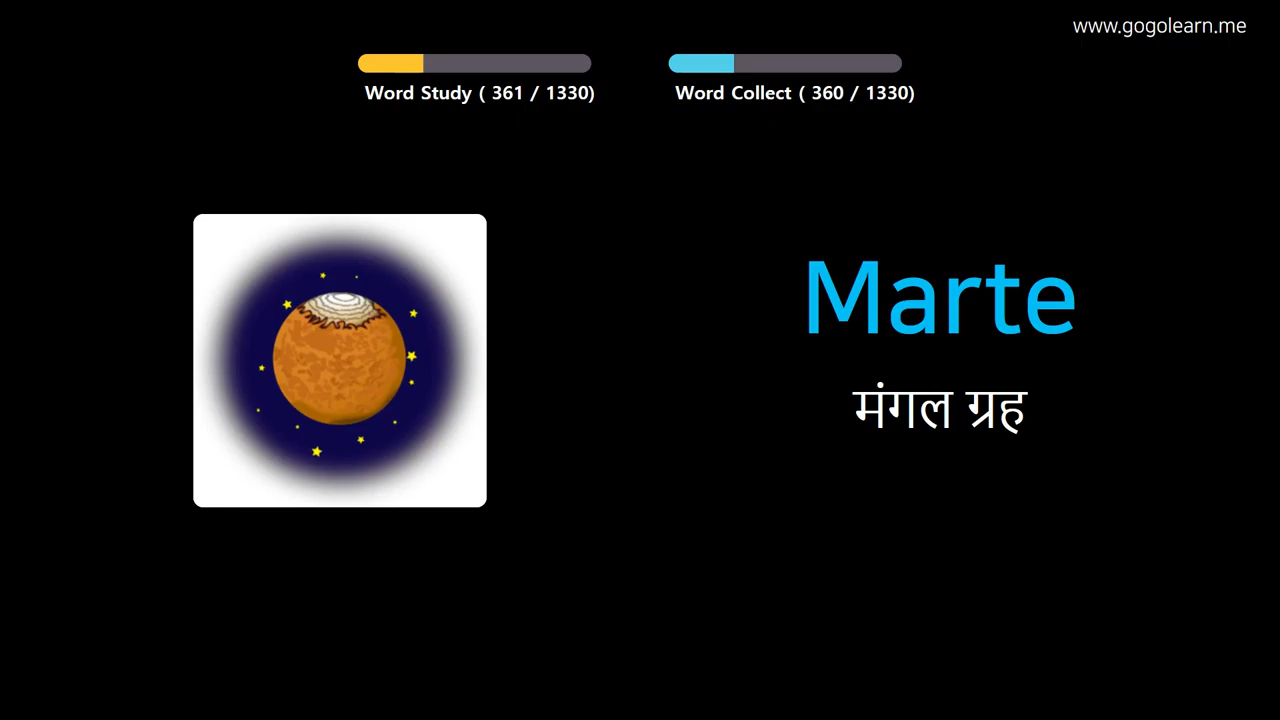 www.gogolearn.me
Word Study ( 361 / 1330)
Word Collect ( 360 / 1330)
Marte
मंगल ग्रह